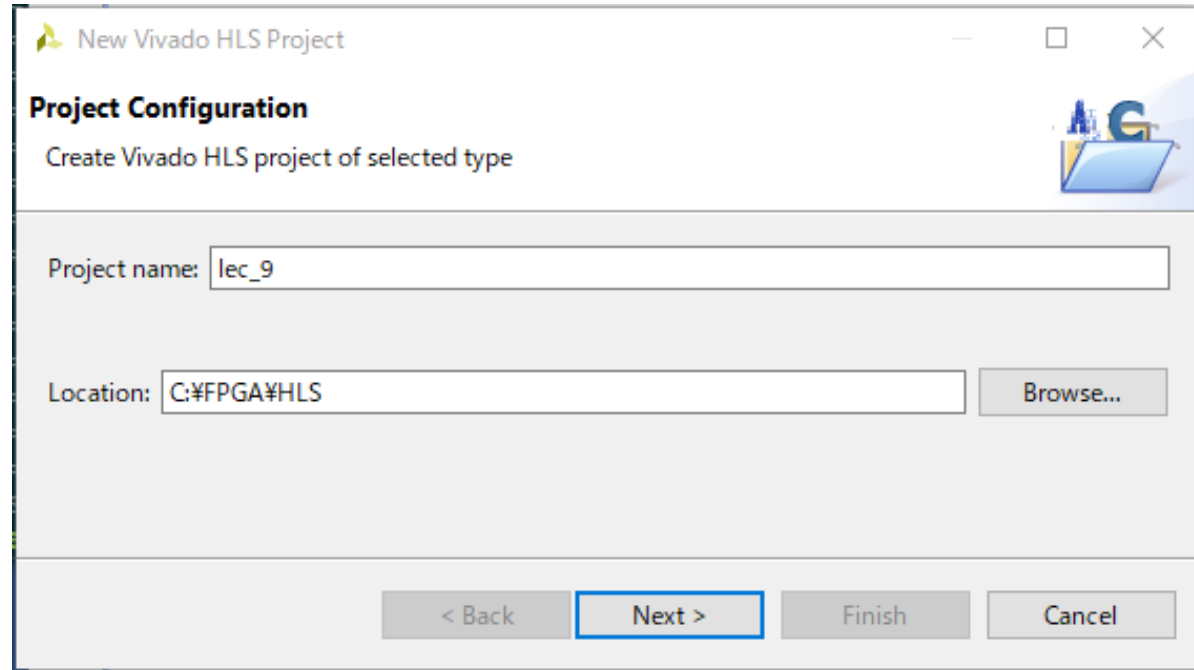 New Vivado HLS Project
Project Configuration
Create Vivado HLS project of selected type
Project name: lec_9
Location: C:¥FPGA¥HLS Browse...
< Back Next > Finish Cancel